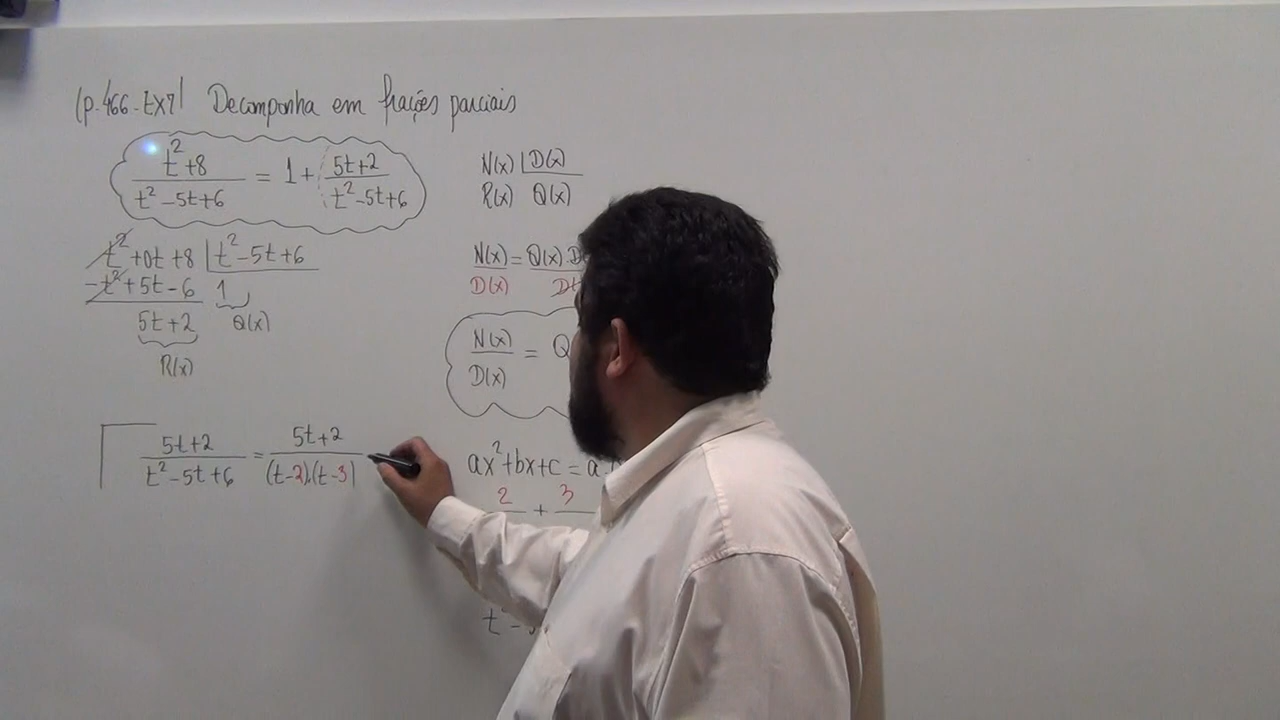 (p.466-EX7) Decomponha em frações parciais
t²+8 / t²-5t+6 = 1 + 5t+2 / t²-5t+6
t²+0t+8 | t²-5t+6
-t²+5t-6 1
5t+2 Q(x)
R(x)
5t+2 / t²-5t+6 = 5t+2 / (t-2).(t-3)
N(x) | D(x)
R(x) Q(x)
N(x) / D(x) = Q(x).D
N(x) / D(x) = Q
ax²+bx+c = a
2 + 3